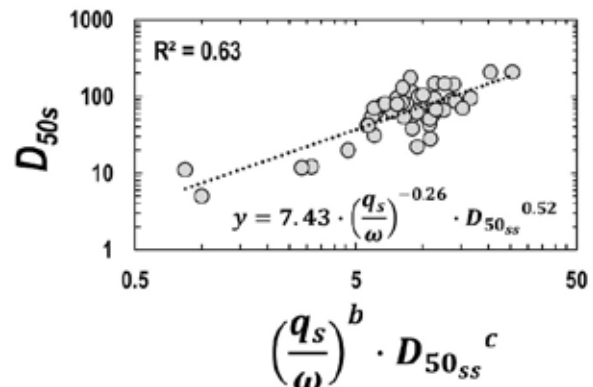 1000
R² = 0.63
100
D₅₀ₛ
10
y = 7.43 · (qₛ/ω)^−0.26 · D₅₀ₛₛ^0.52
1
0.5 5 50
(qₛ/ω)^b · D₅₀ₛₛ^c